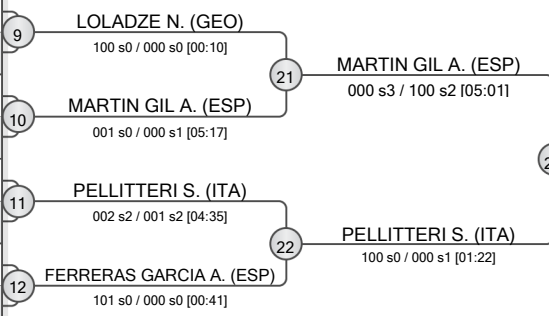 9
LOLADZE N. (GEO)
100 s0 / 000 s0 [00:10]
21
MARTIN GIL A. (ESP)
000 s3 / 100 s2 [05:01]
10
MARTIN GIL A. (ESP)
001 s0 / 000 s1 [05:17]
11
PELLITTERI S. (ITA)
002 s2 / 001 s2 [04:35]
22
PELLITTERI S. (ITA)
100 s0 / 000 s1 [01:22]
12
FERRERAS GARCIA A. (ESP)
101 s0 / 000 s0 [00:41]